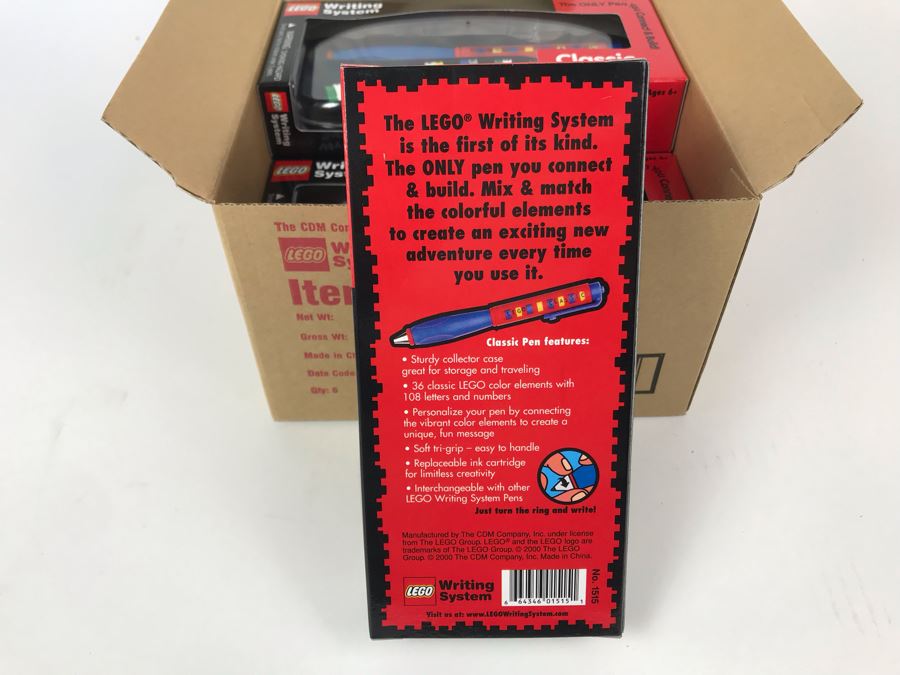 LEGO Writing
System
The ONLY Pen
you Connect & Build
Classic
Ages 6+
LEGO
Writing
System
LEGO
The CDM
LEGO
Net Wt:
Gross Wt:
Made in
Date Code
Qty: 6
The LEGO® Writing System
is the first of its kind.
The ONLY pen you connect
& build. Mix & match
the colorful elements
to create an exciting new
adventure every time
you use it.
Classic Pen features:
• Sturdy collector case
great for storage and traveling
• 36 classic LEGO color elements with
108 letters and numbers
• Personalize your pen by connecting
the vibrant color elements to create a
unique, fun message
• Soft tri-grip – easy to handle
• Replaceable ink cartridge
for limitless creativity
• Interchangeable with other
LEGO Writing System Pens
Just turn the ring and write!
Manufactured by The CDM Company, Inc. under license
from The LEGO Group. LEGO® and the LEGO logo are
trademarks of The LEGO Group. © 2000 The LEGO
Group. © 2000 The CDM Company, Inc. Made in China.
LEGO Writing
System
6 64346 01515 1
No. 1515
Visit us at: www.LEGOWritingSystem.com